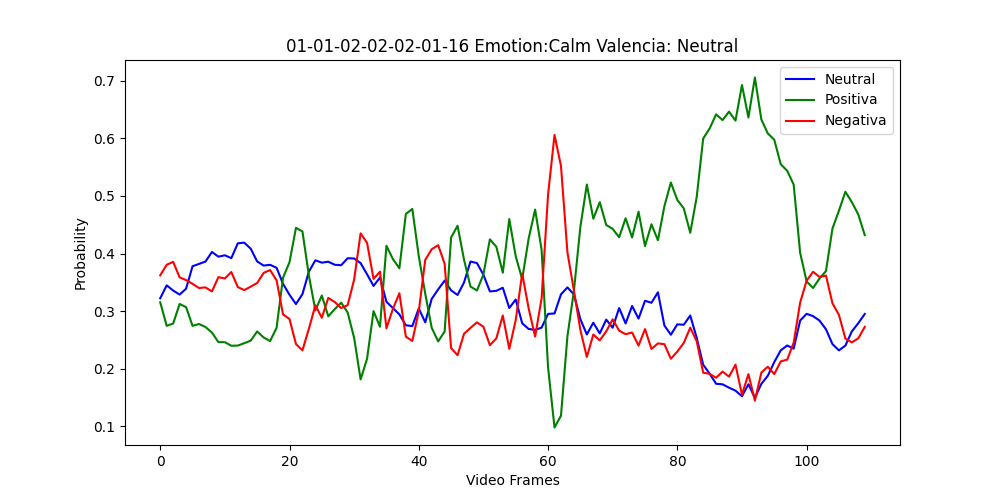 01-01-02-02-02-01-16 Emotion:Calm Valencia: Neutral
Neutral
Positiva
Negativa
0.7
0.6
0.5
0.4
0.3
0.2
0.1
Probability
0 20 40 60 80 100
Video Frames